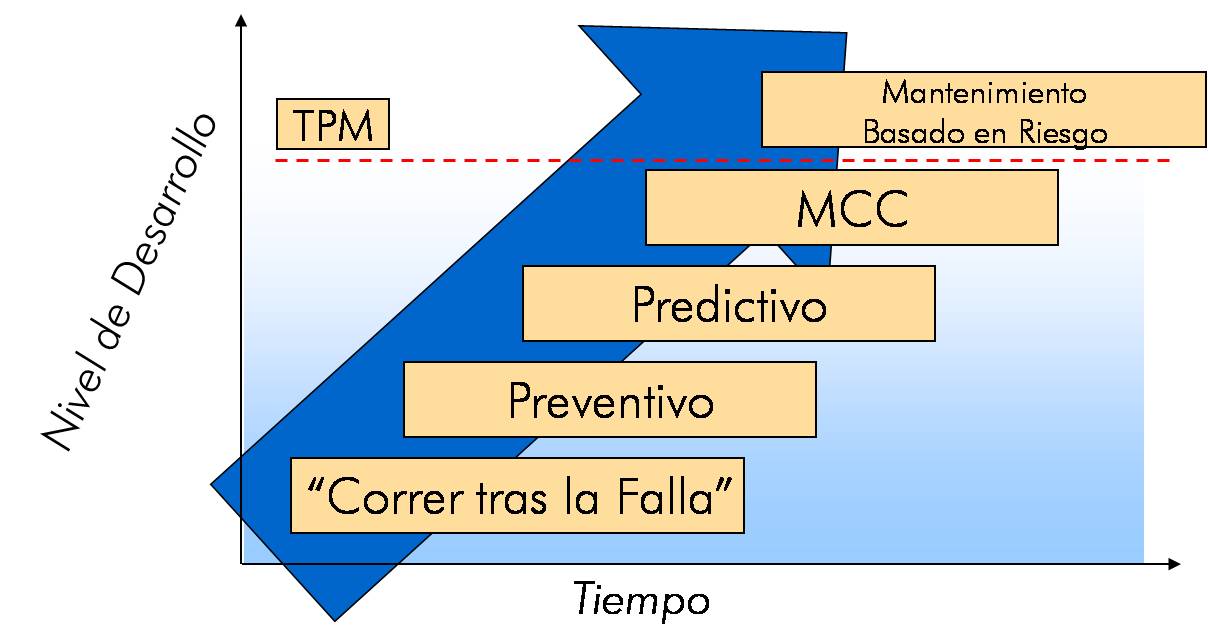 Nivel de Desarrollo
TPM
Mantenimiento
Basado en Riesgo
MCC
Predictivo
Preventivo
“Correr tras la Falla”
Tiempo